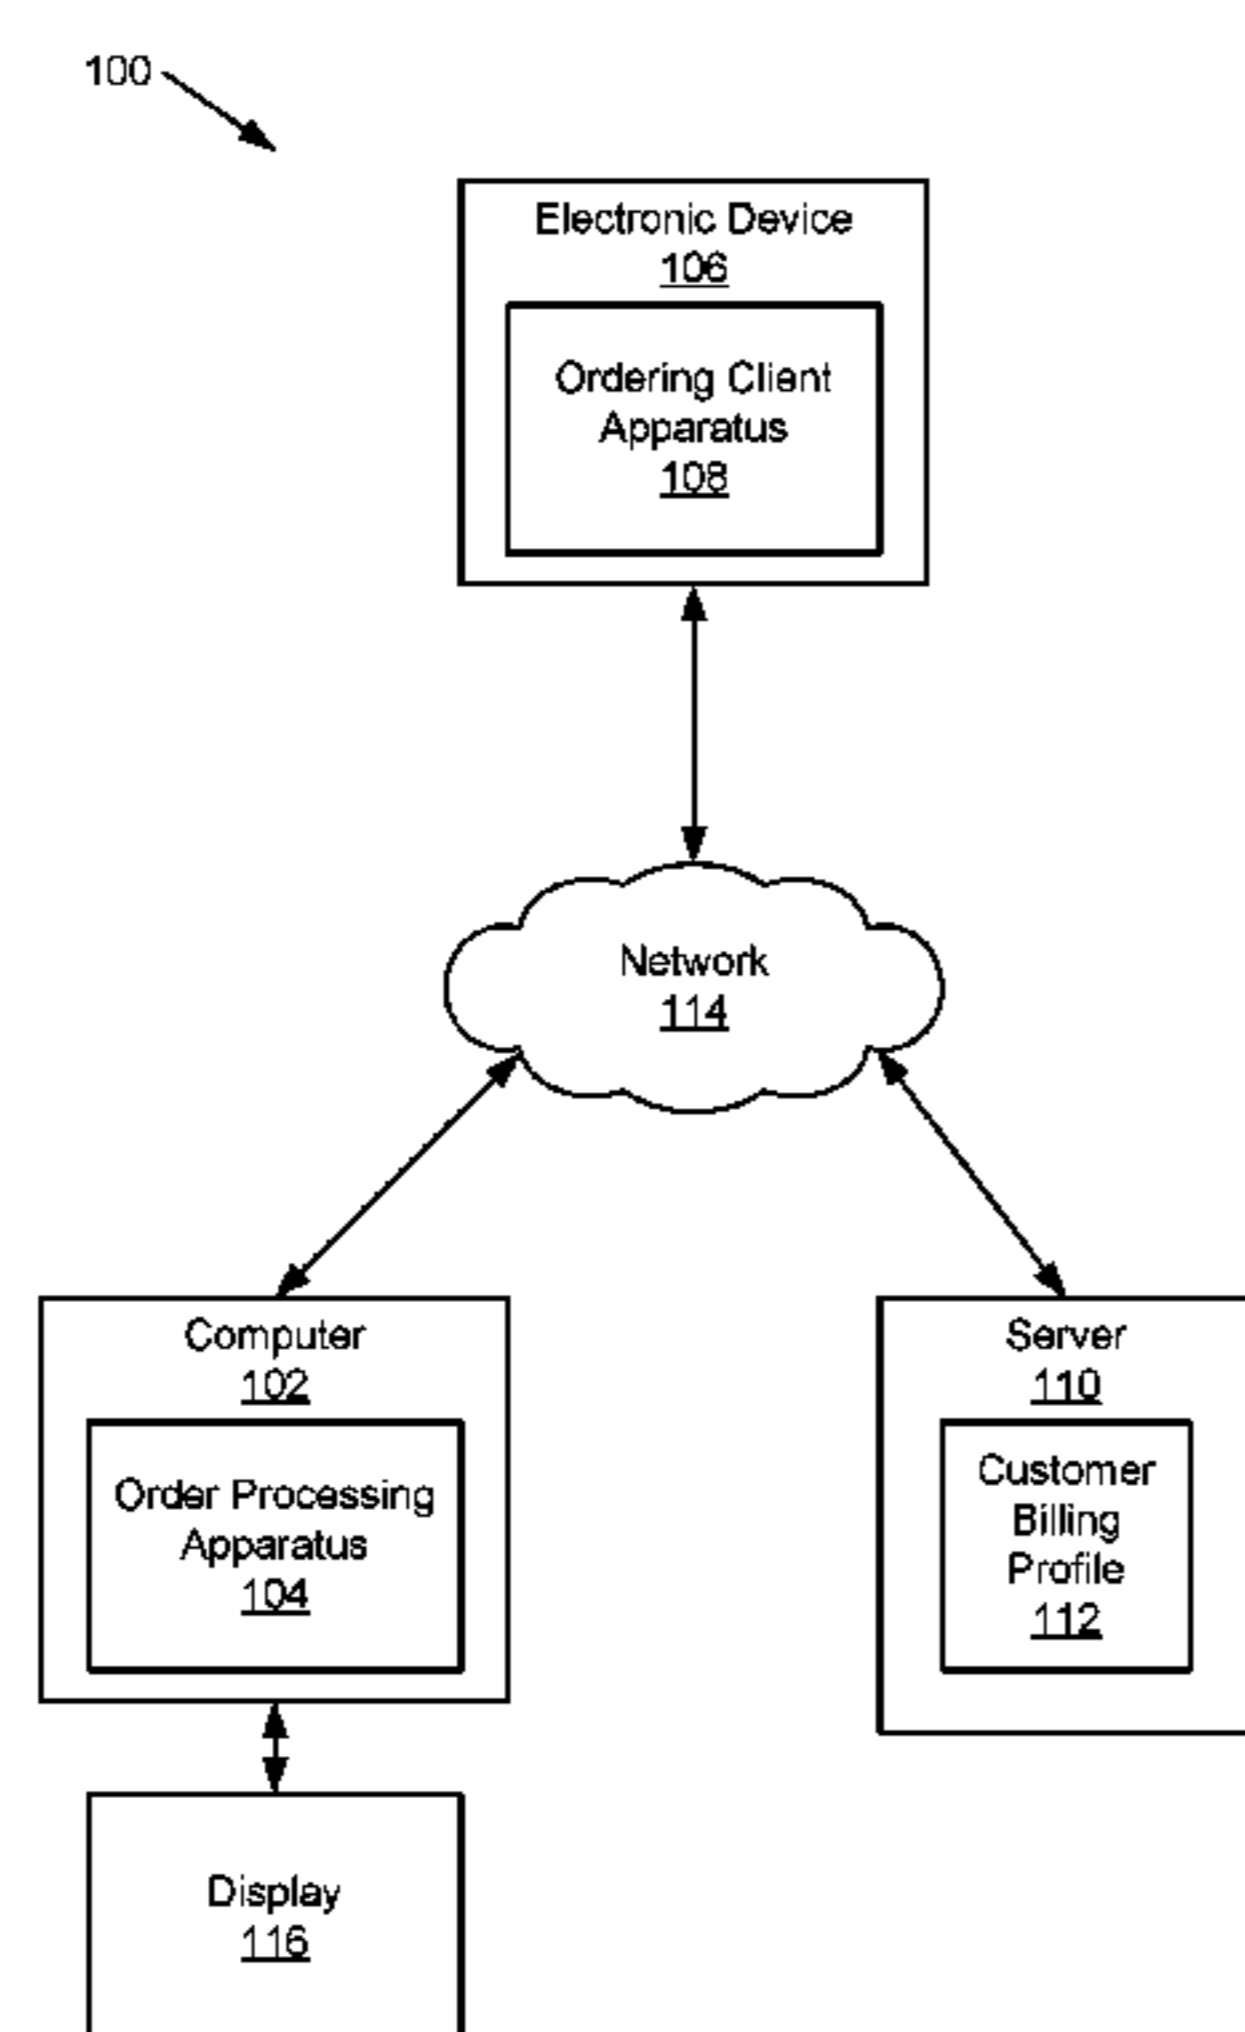 100
Electronic Device
106
Ordering Client
Apparatus
108
Network
114
Computer
102
Order Processing
Apparatus
104
Server
110
Customer
Billing
Profile
112
Display
116